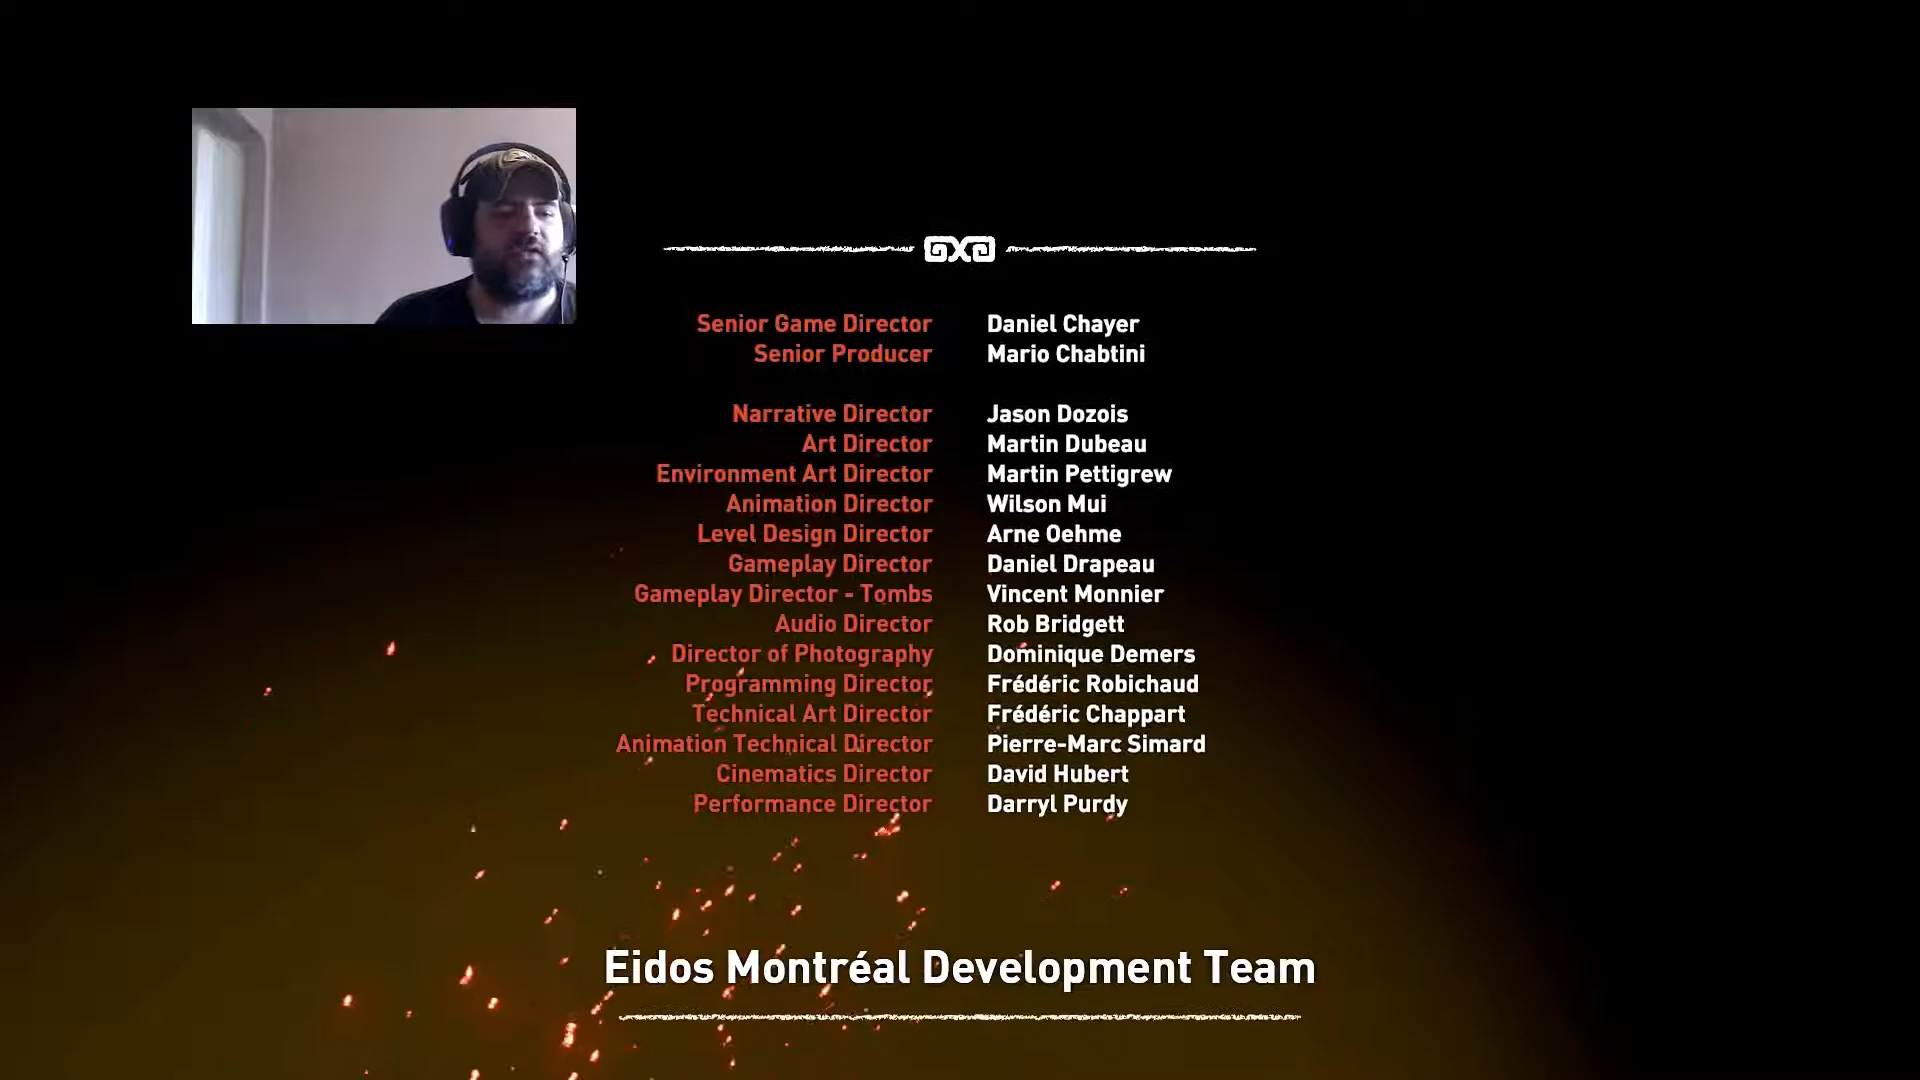 Senior Game Director Daniel Chayer
Senior Producer Mario Chabtini
Narrative Director Jason Dozois
Art Director Martin Dubeau
Environment Art Director Martin Pettigrew
Animation Director Wilson Mui
Level Design Director Arne Oehme
Gameplay Director Daniel Drapeau
Gameplay Director - Tombs Vincent Monnier
Audio Director Rob Bridgett
Director of Photography Dominique Demers
Programming Director Frédéric Robichaud
Technical Art Director Frédéric Chappart
Animation Technical Director Pierre-Marc Simard
Cinematics Director David Hubert
Performance Director Darryl Purdy
Eidos Montréal Development Team